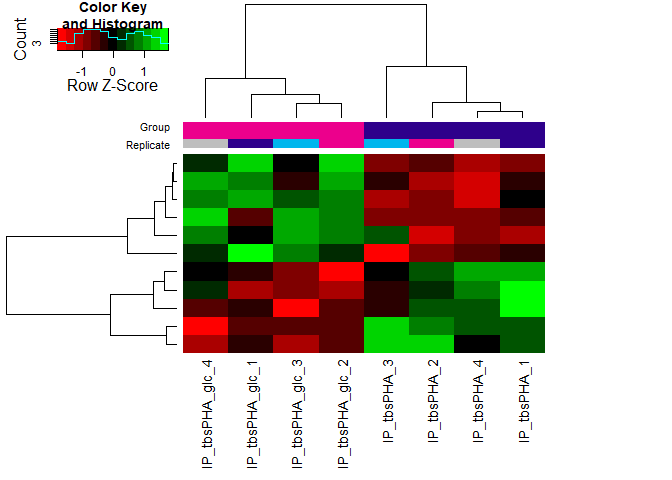 Color Key
and Histogram
Count
3
-1 0 1
Row Z-Score
Group
Replicate
IP_tbsPHA_glc_4
IP_tbsPHA_glc_1
IP_tbsPHA_glc_3
IP_tbsPHA_glc_2
IP_tbsPHA_3
IP_tbsPHA_2
IP_tbsPHA_4
IP_tbsPHA_1